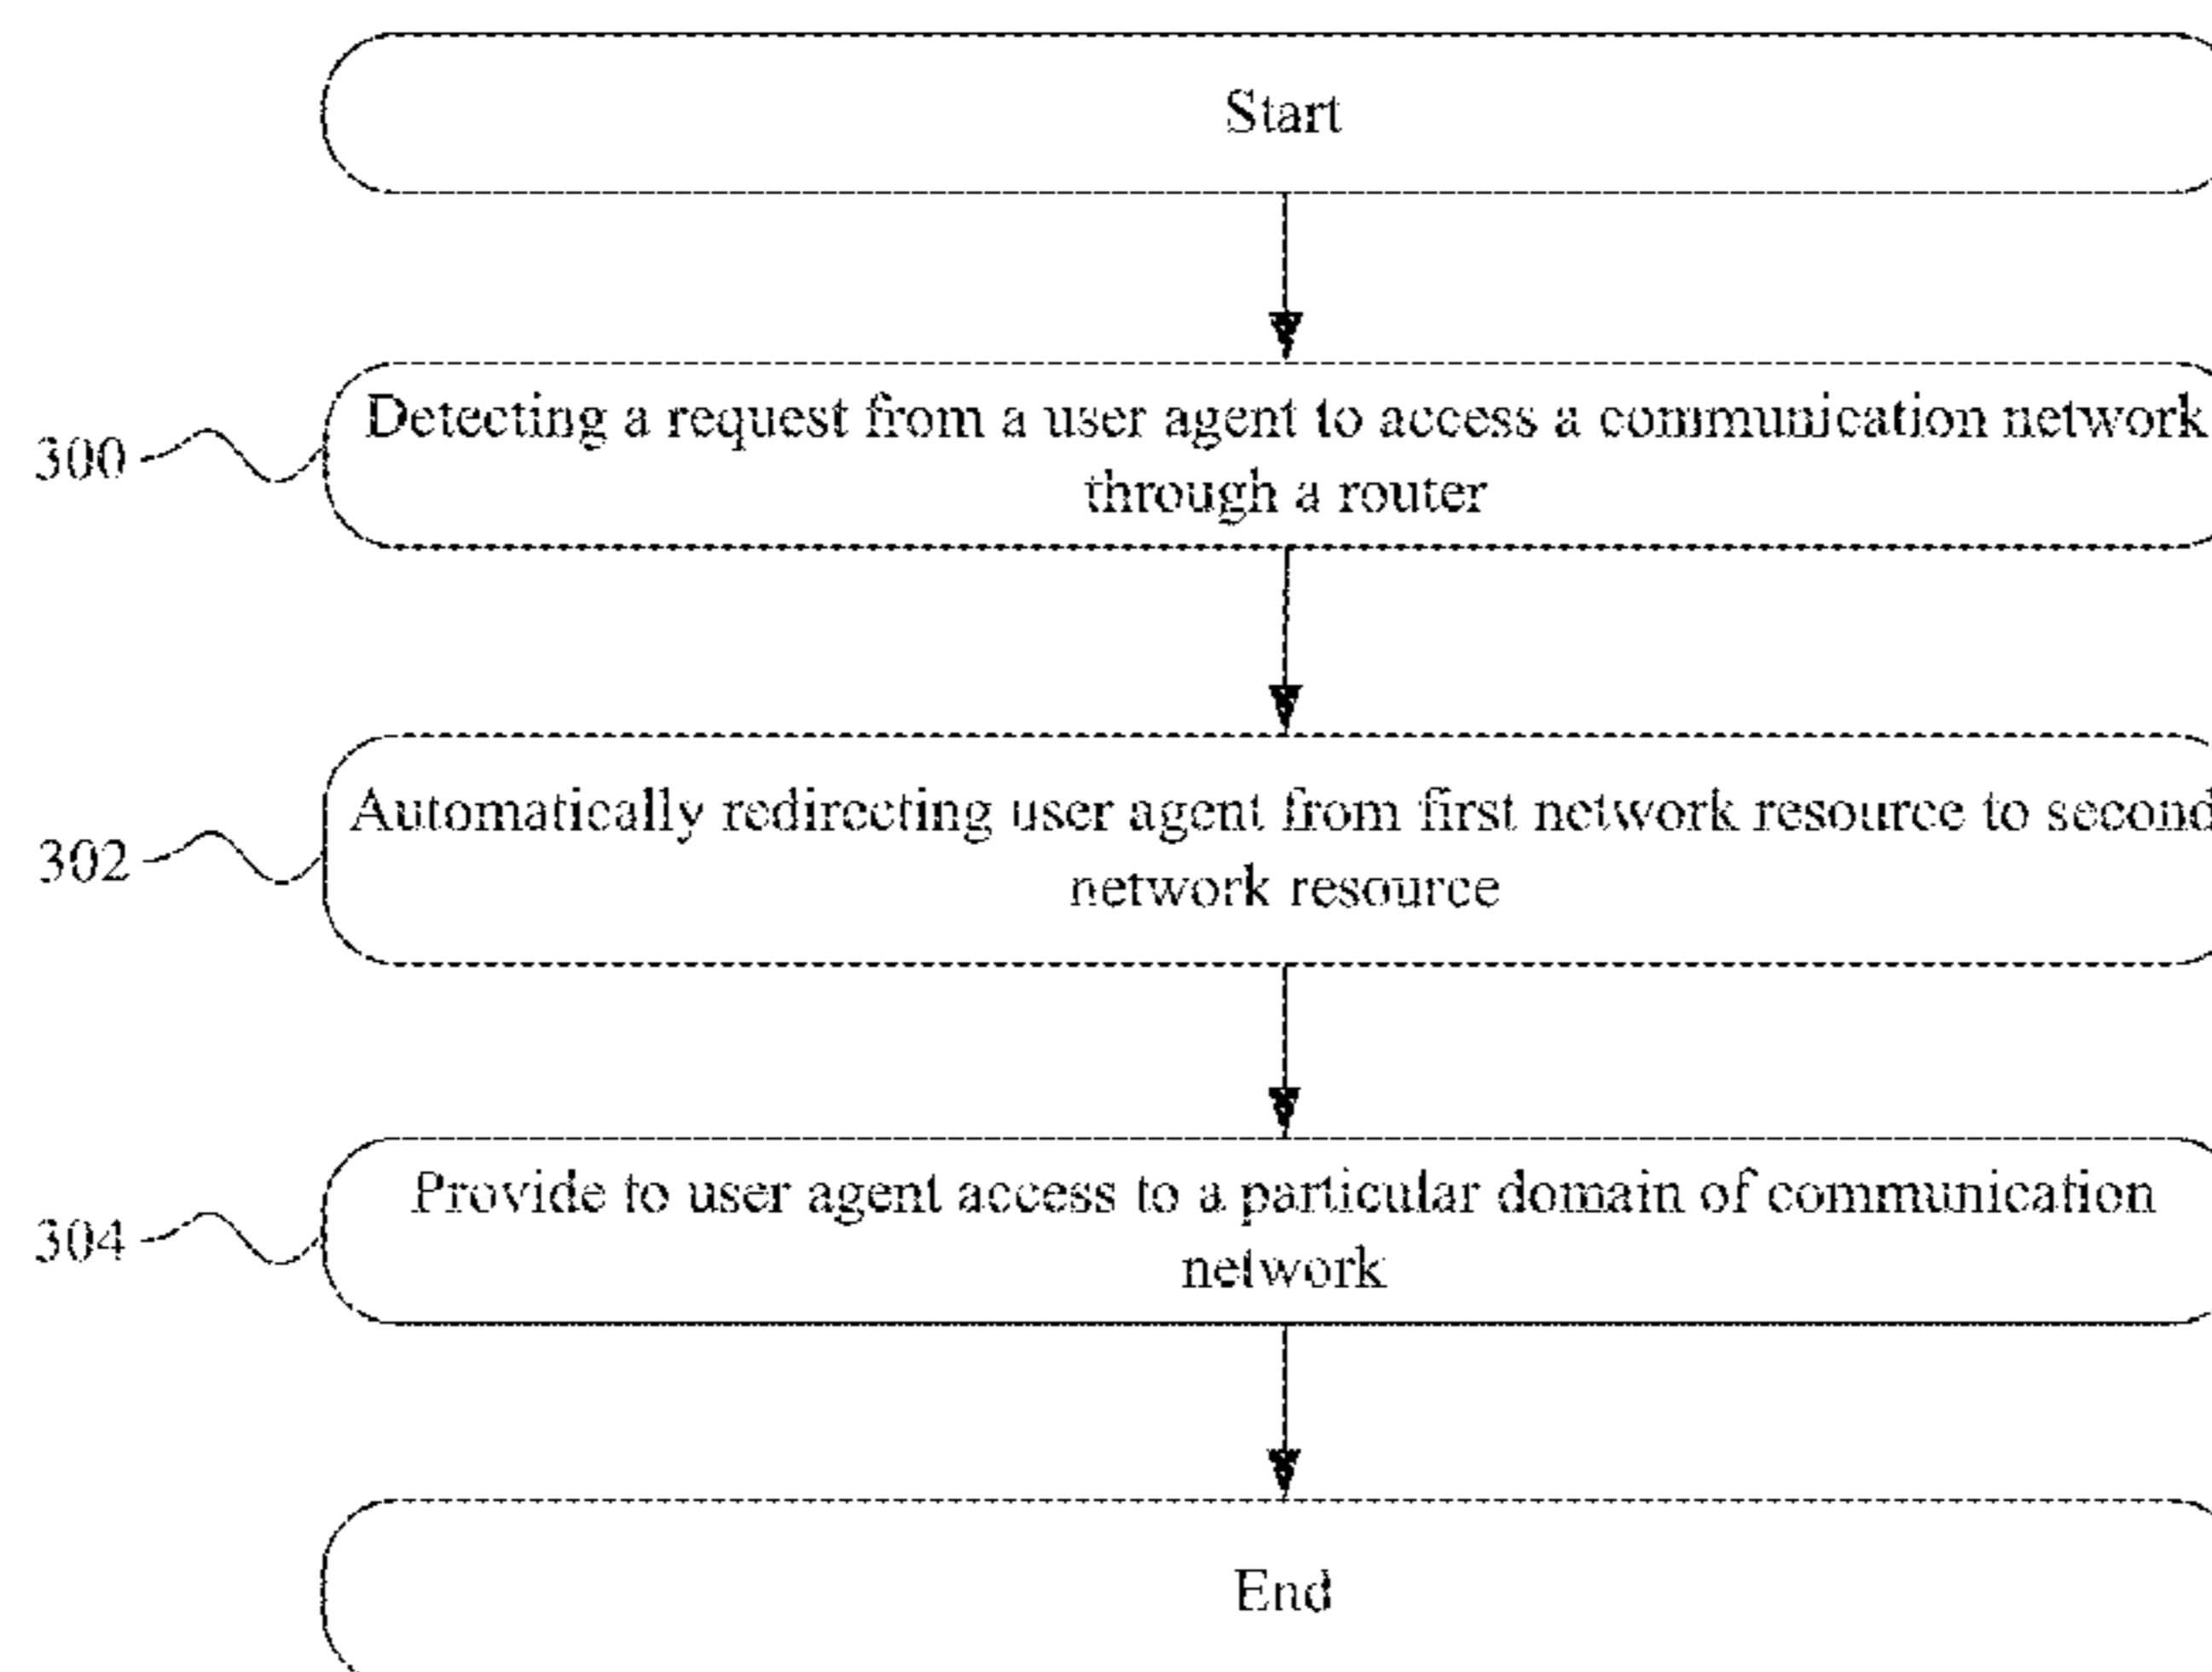 Start
300
Detecting a request from a user agent to access a communication network
through a router
302
Automatically redirecting user agent from first network resource to second
network resource
304
Provide to user agent access to a particular domain of communication
network
End